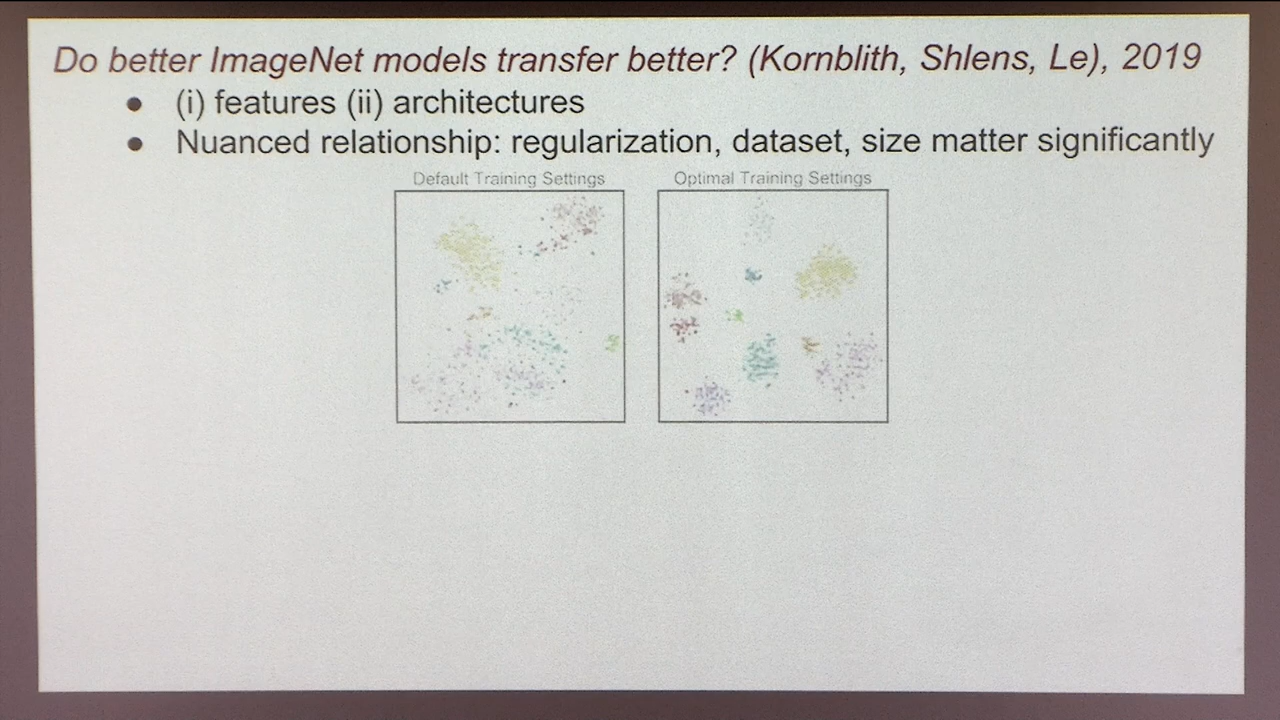 Do better ImageNet models transfer better? (Kornblith, Shlens, Le), 2019
● (i) features (ii) architectures
● Nuanced relationship: regularization, dataset, size matter significantly
Default Training Settings
Optimal Training Settings